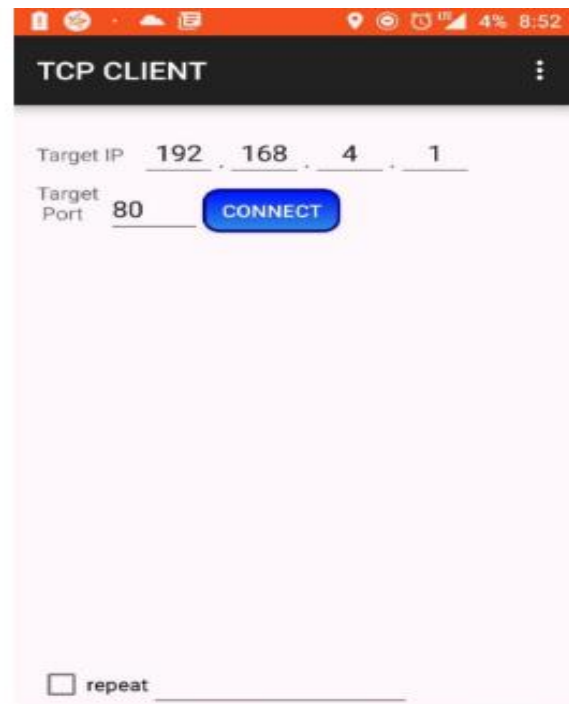 4% 8:52
TCP CLIENT
Target IP 192 . 168 . 4 . 1
Target
Port 80 CONNECT
repeat